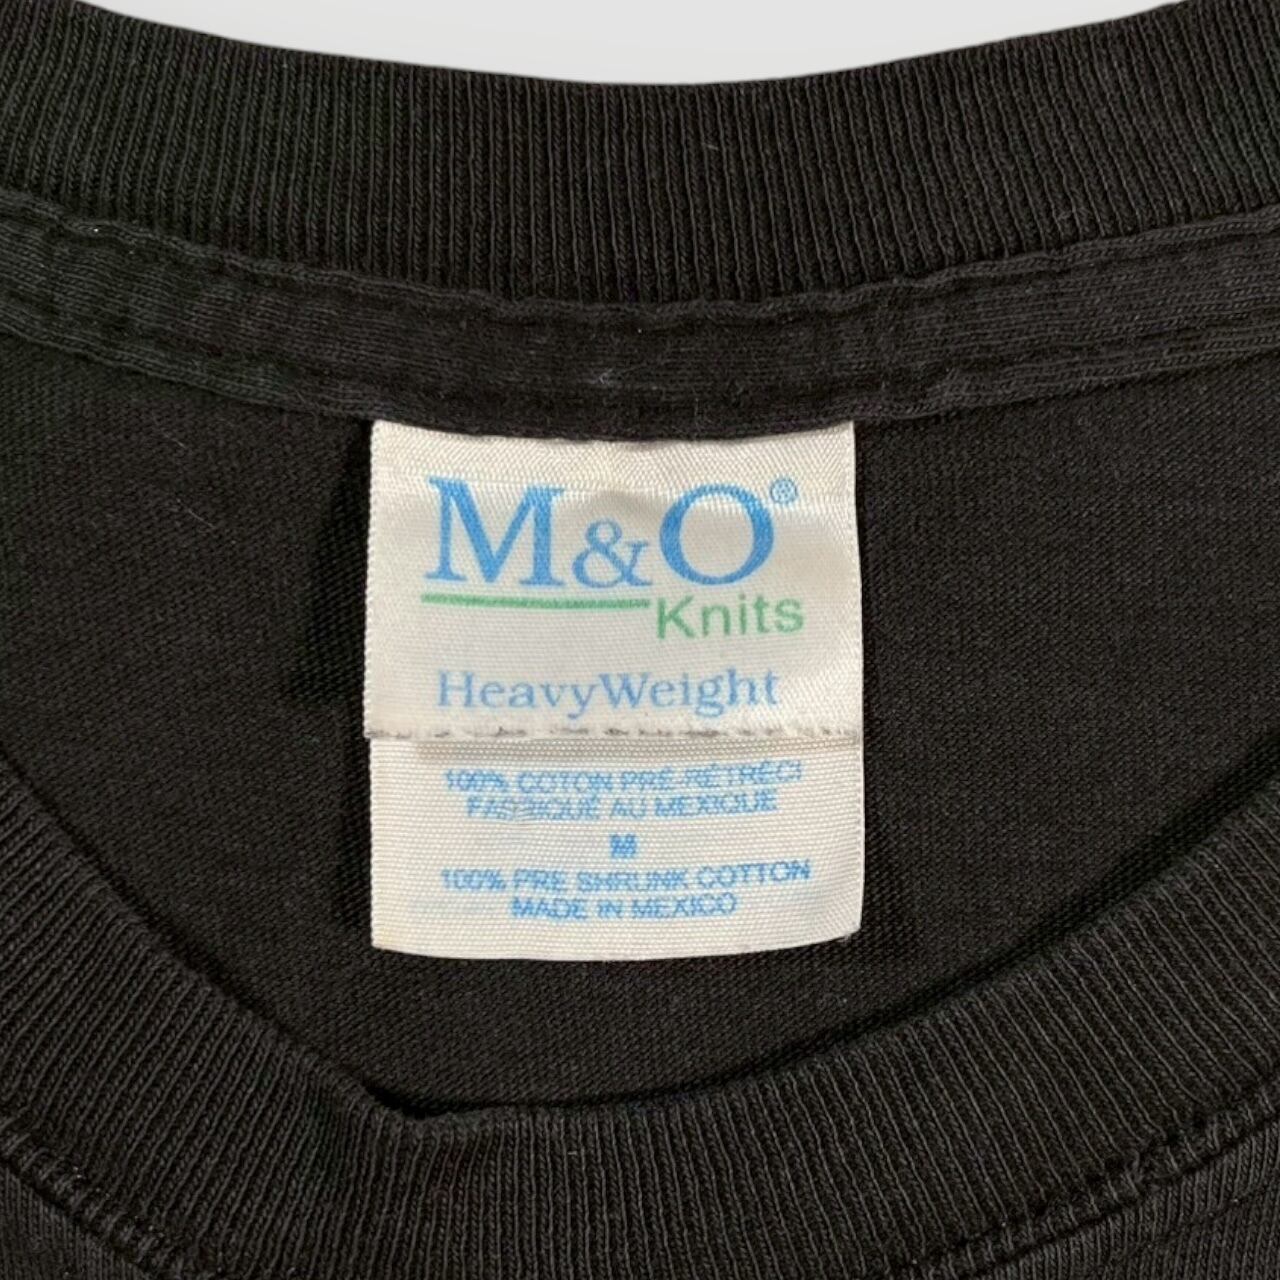 M&O®
Knits
HeavyWeight
100% COTON PRÉ-RÉTRÉCI
FABRIQUÉ AU MEXIQUE
M
100% PRE SHRUNK COTTON
MADE IN MEXICO